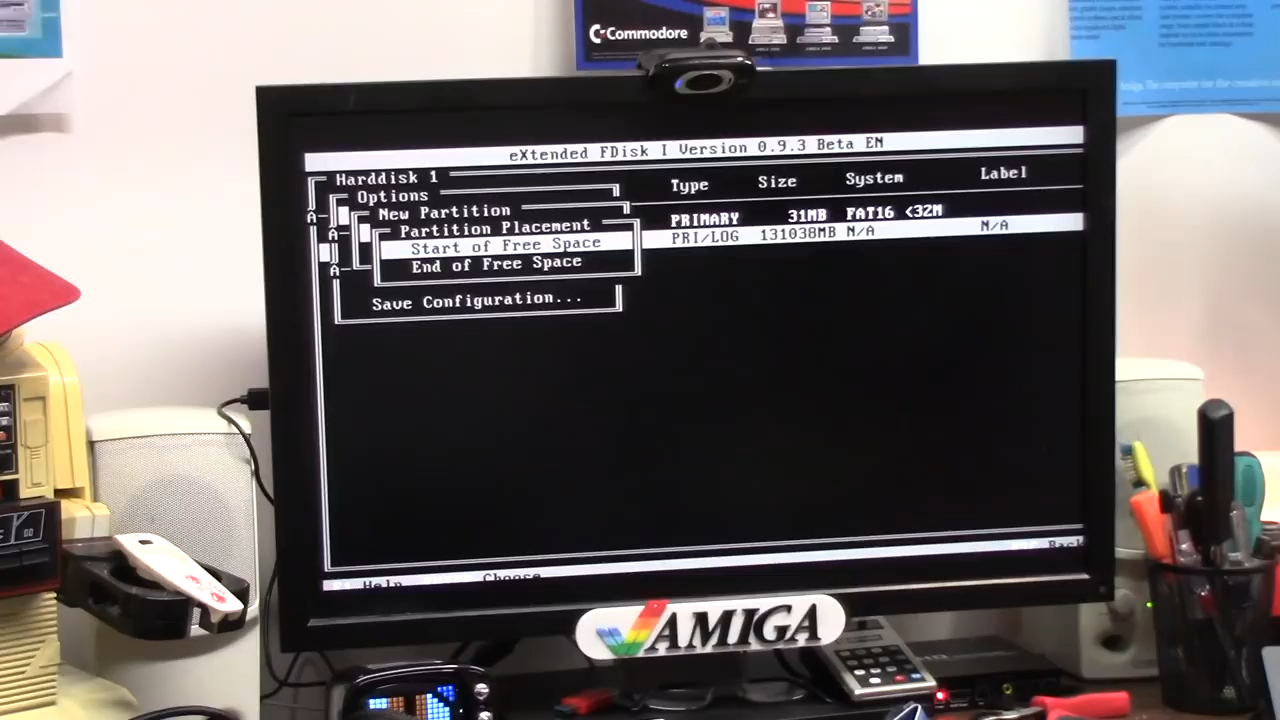 Commodore
eXtended FDisk I Version 0.9.3 Beta EN
Harddisk 1
Type Size System Label
Options
New Partition
PRIMARY 31MB FAT16 <32M
Partition Placement
PRI/LOG 131038MB N/A N/A
Start of Free Space
End of Free Space
Save Configuration...
Help Choose Back
AMIGA